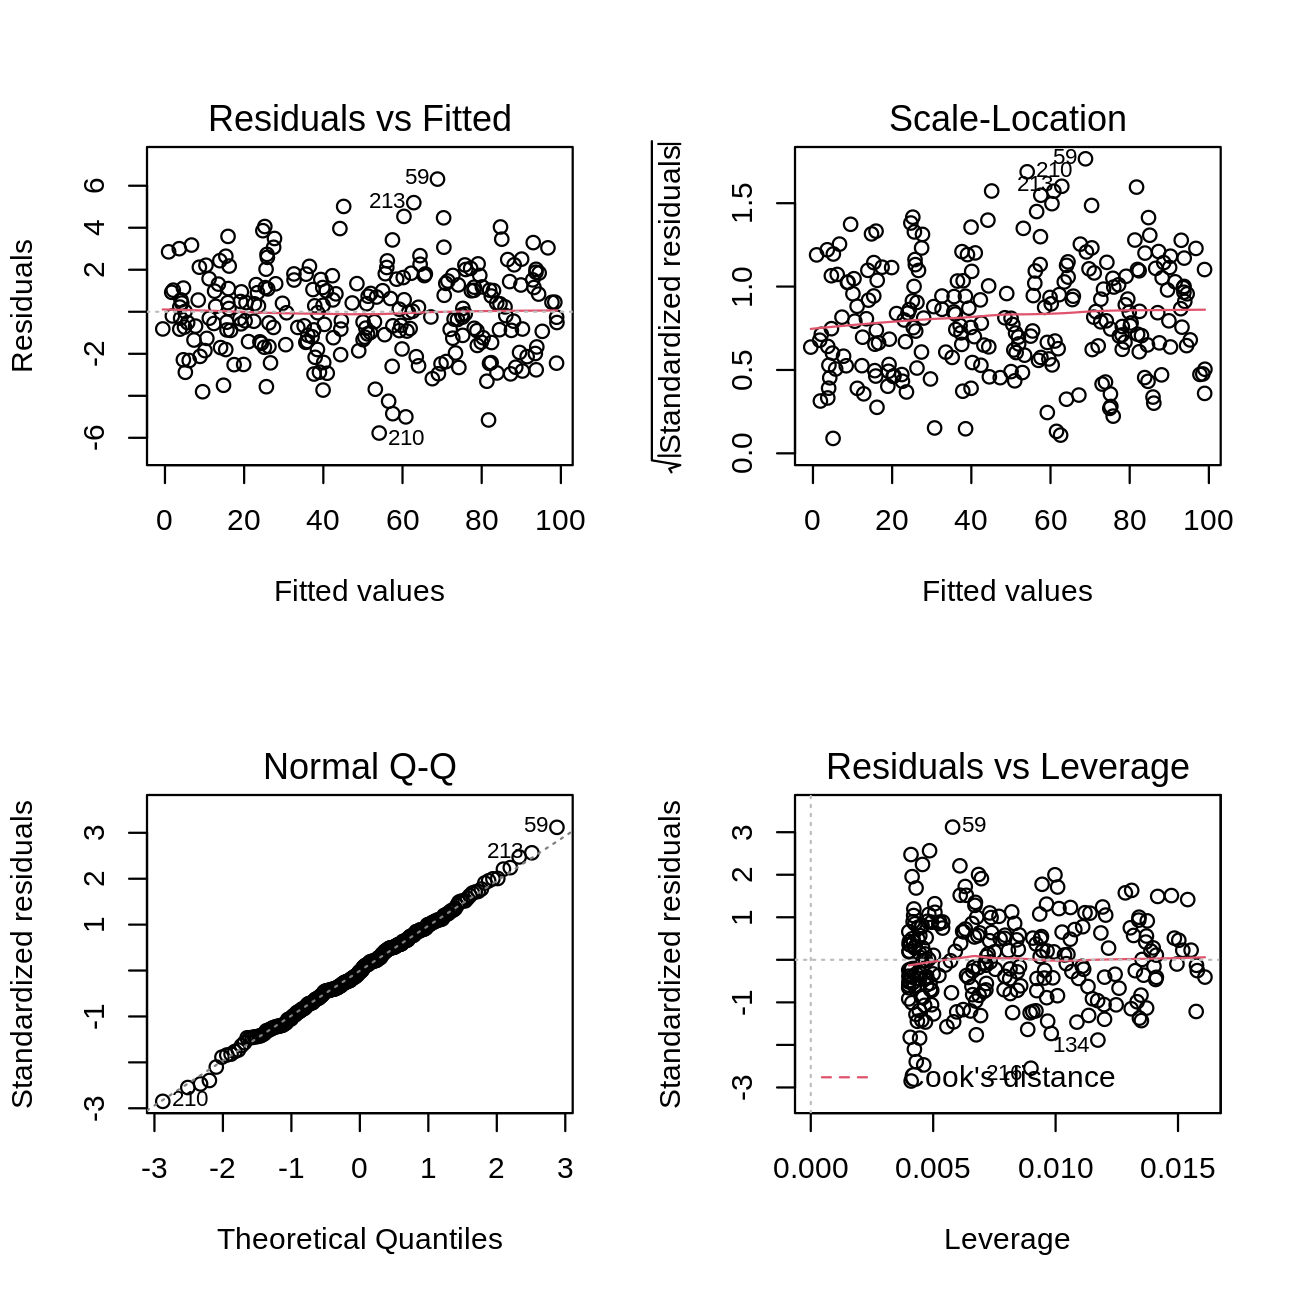 Residuals vs Fitted
Residuals
6
4
2
-2
-6
59
213
210
0 20 40 60 80 100
Fitted values
Scale-Location
√|Standardized residuals|
1.5
1.0
0.5
0.0
59
210
213
0 20 40 60 80 100
Fitted values
Normal Q-Q
Standardized residuals
3
2
1
-1
-3
59
213
210
-3 -2 -1 0 1 2 3
Theoretical Quantiles
Residuals vs Leverage
Standardized residuals
3
2
1
-1
-3
59
134
216
Cook's distance
0.000 0.005 0.010 0.015
Leverage